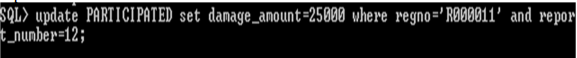 SQL> update PARTICIPATED set damage_amount=25000 where regno='R000011' and repor
t_number=12;